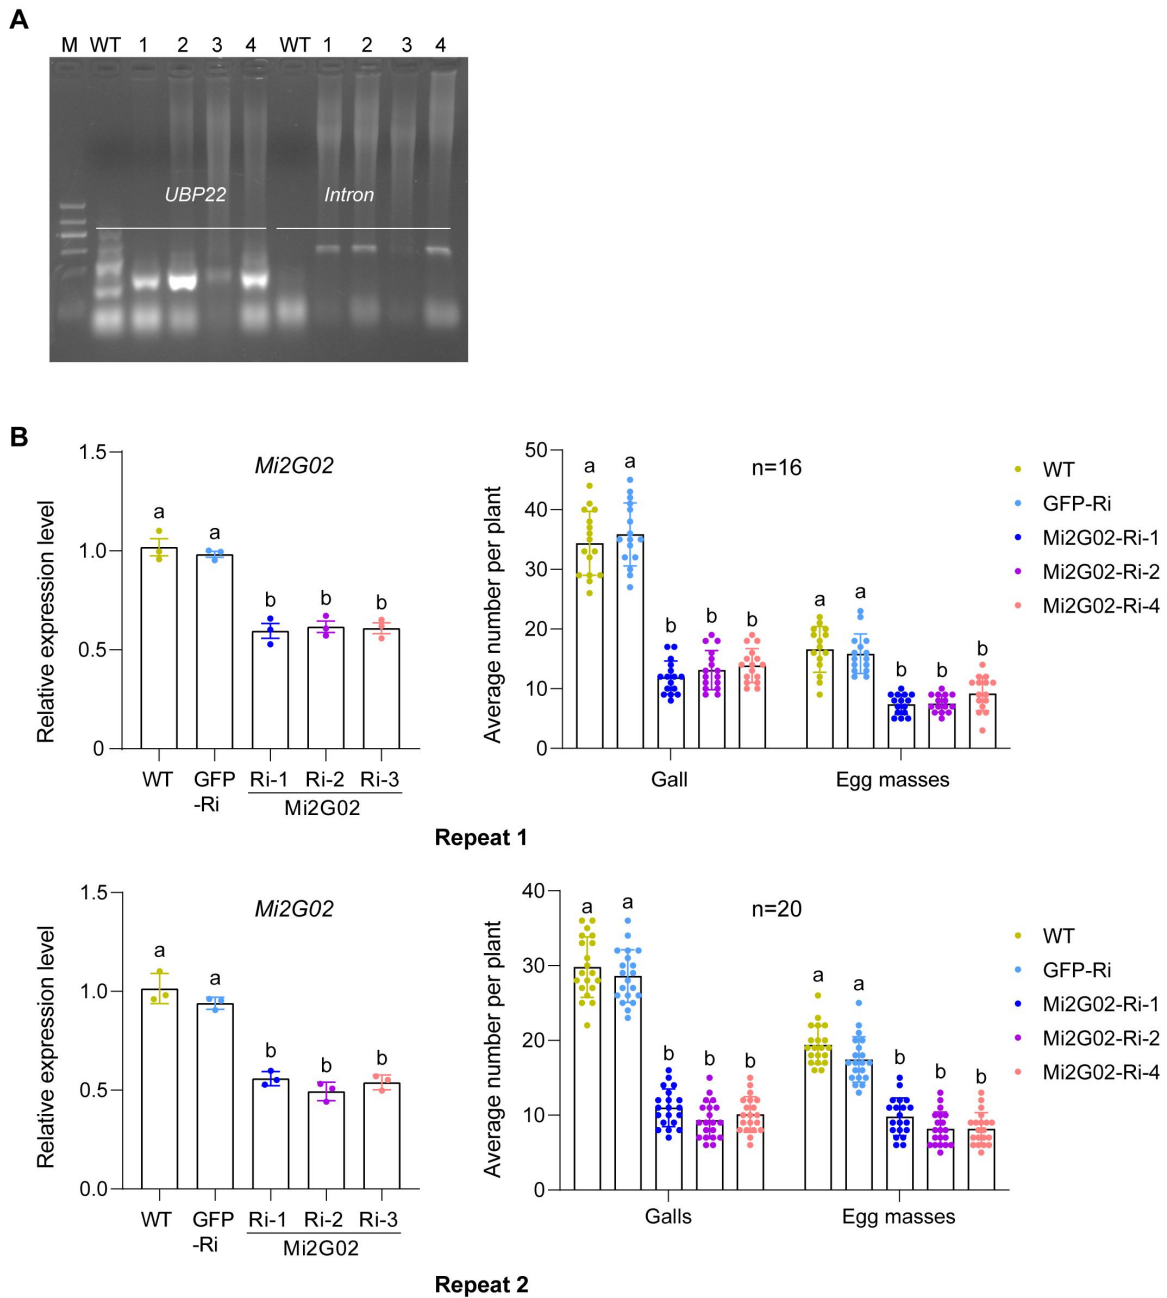 A
M WT 1 2 3 4 WT 1 2 3 4
UBP22 Intron
B
1.5
1.0
0.5
0
Relative expression level
Mi2G02
a
a
b
b
b
WT
GFP
-Ri
Ri-1 Ri-2 Ri-3
Mi2G02
50
40
30
20
10
0
Average number per plant
n=16
a
a
b
b
b
a
a
b
b
b
Gall
Egg masses
WT
GFP-Ri
Mi2G02-Ri-1
Mi2G02-Ri-2
Mi2G02-Ri-4
Repeat 1
1.5
1.0
0.5
0.0
Relative expression level
Mi2G02
a
a
b
b
b
WT
GFP
-Ri
Ri-1 Ri-2 Ri-3
Mi2G02
40
30
20
10
0
Average number per plant
n=20
a
a
b
b
b
a
a
b
b
b
Galls
Egg masses
WT
GFP-Ri
Mi2G02-Ri-1
Mi2G02-Ri-2
Mi2G02-Ri-4
Repeat 2